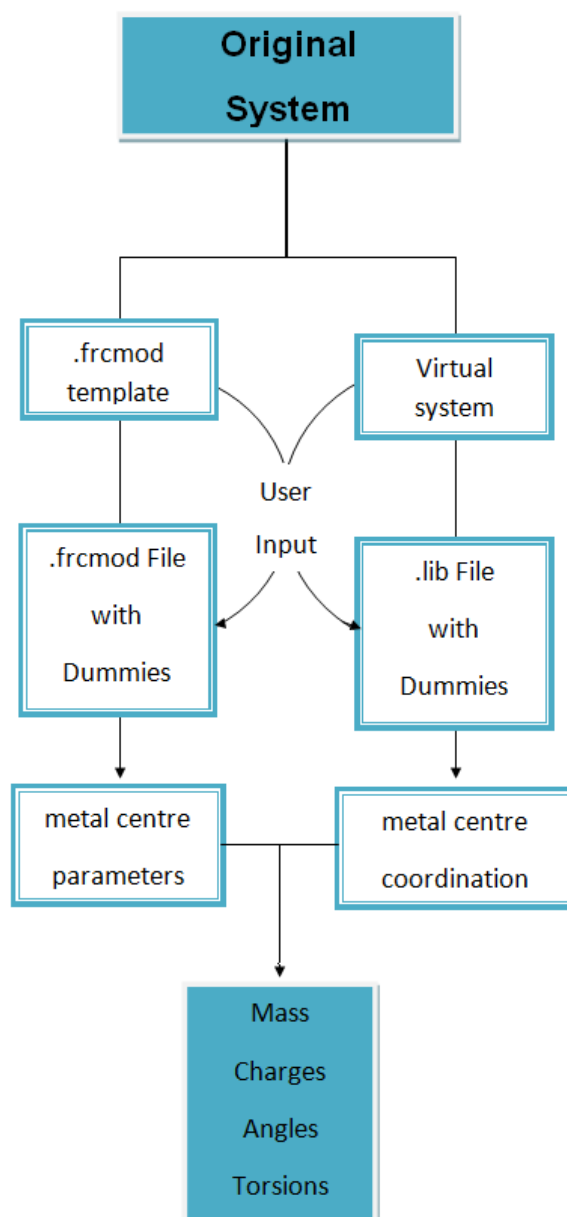 Original
System
.frcmod
template
Virtual
system
User
Input
.frcmod File
with
Dummies
.lib File
with
Dummies
metal centre
parameters
metal centre
coordination
Mass
Charges
Angles
Torsions